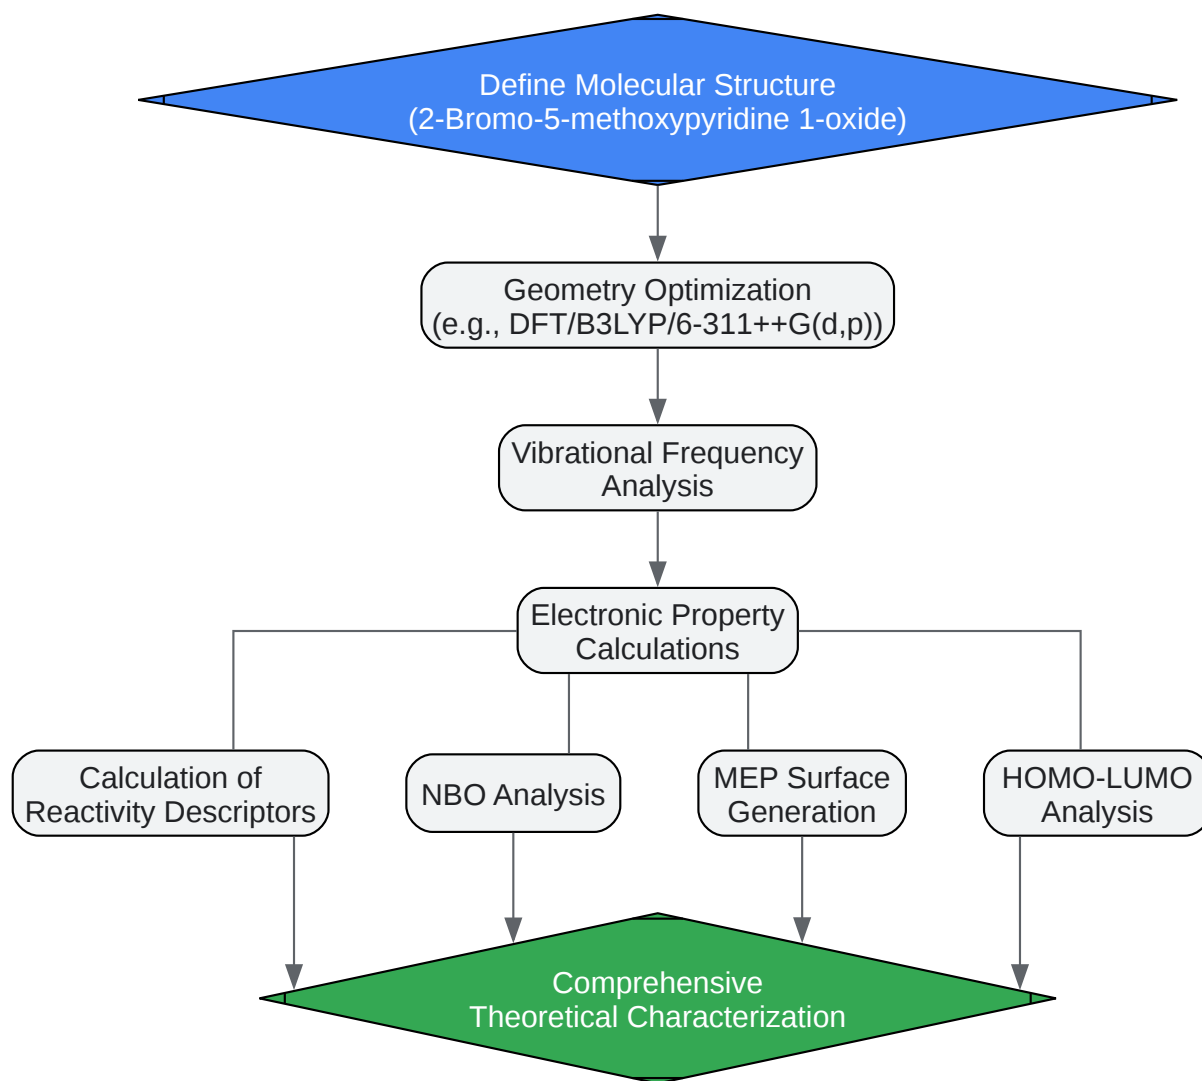 Define Molecular Structure
(2-Bromo-5-methoxypyridine 1-oxide)
Geometry Optimization
(e.g., DFT/B3LYP/6-311++G(d,p))
Vibrational Frequency
Analysis
Electronic Property
Calculations
Calculation of
Reactivity Descriptors
NBO Analysis
MEP Surface
Generation
HOMO-LUMO
Analysis
Comprehensive
Theoretical Characterization